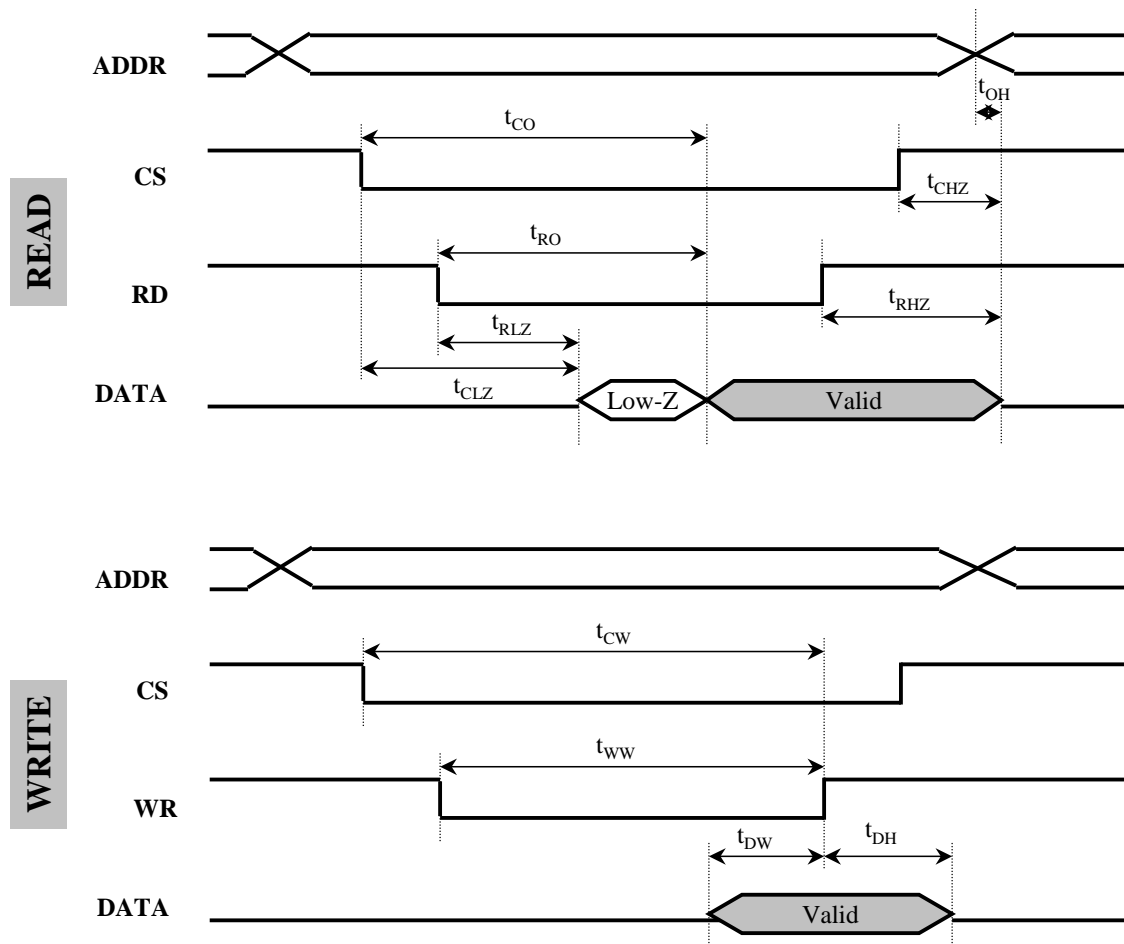 ADDR
t_OH
t_CO
CS
t_CHZ
READ
t_RO
RD
t_RHZ
t_RLZ
t_CLZ
DATA
Low-Z
Valid
ADDR
t_CW
CS
WRITE
t_WW
WR
t_DW
t_DH
DATA
Valid